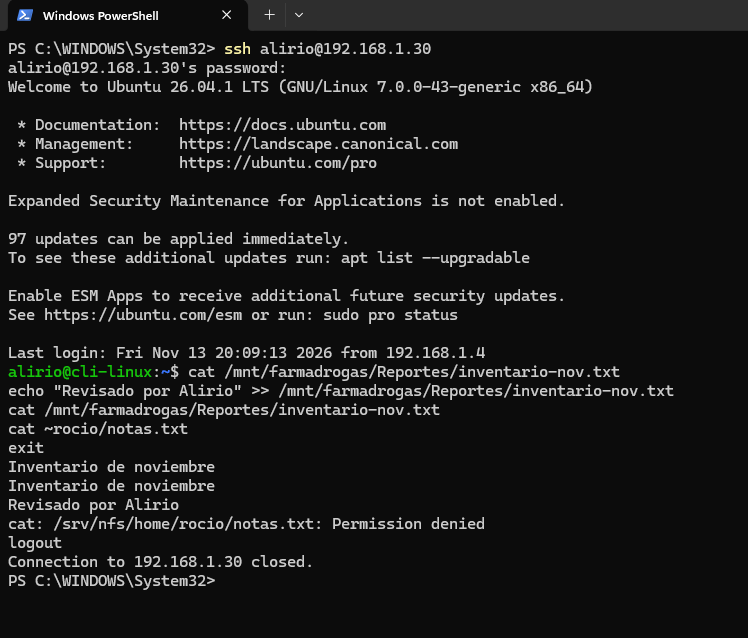 Windows PowerShell
PS C:\WINDOWS\System32> ssh alirio@192.168.1.30
alirio@192.168.1.30's password:
Welcome to Ubuntu 26.04.1 LTS (GNU/Linux 7.0.0-43-generic x86_64)
* Documentation:  https://docs.ubuntu.com
* Management:     https://landscape.canonical.com
* Support:        https://ubuntu.com/pro
Expanded Security Maintenance for Applications is not enabled.
97 updates can be applied immediately.
To see these additional updates run: apt list --upgradable
Enable ESM Apps to receive additional future security updates.
See https://ubuntu.com/esm or run: sudo pro status
Last login: Fri Nov 13 20:09:13 2026 from 192.168.1.4
alirio@cli-linux:~$ cat /mnt/farmadrogas/Reportes/inventario-nov.txt
echo "Revisado por Alirio" >> /mnt/farmadrogas/Reportes/inventario-nov.txt
cat /mnt/farmadrogas/Reportes/inventario-nov.txt
cat ~rocio/notas.txt
exit
Inventario de noviembre
Inventario de noviembre
Revisado por Alirio
cat: /srv/nfs/home/rocio/notas.txt: Permission denied
logout
Connection to 192.168.1.30 closed.
PS C:\WINDOWS\System32>